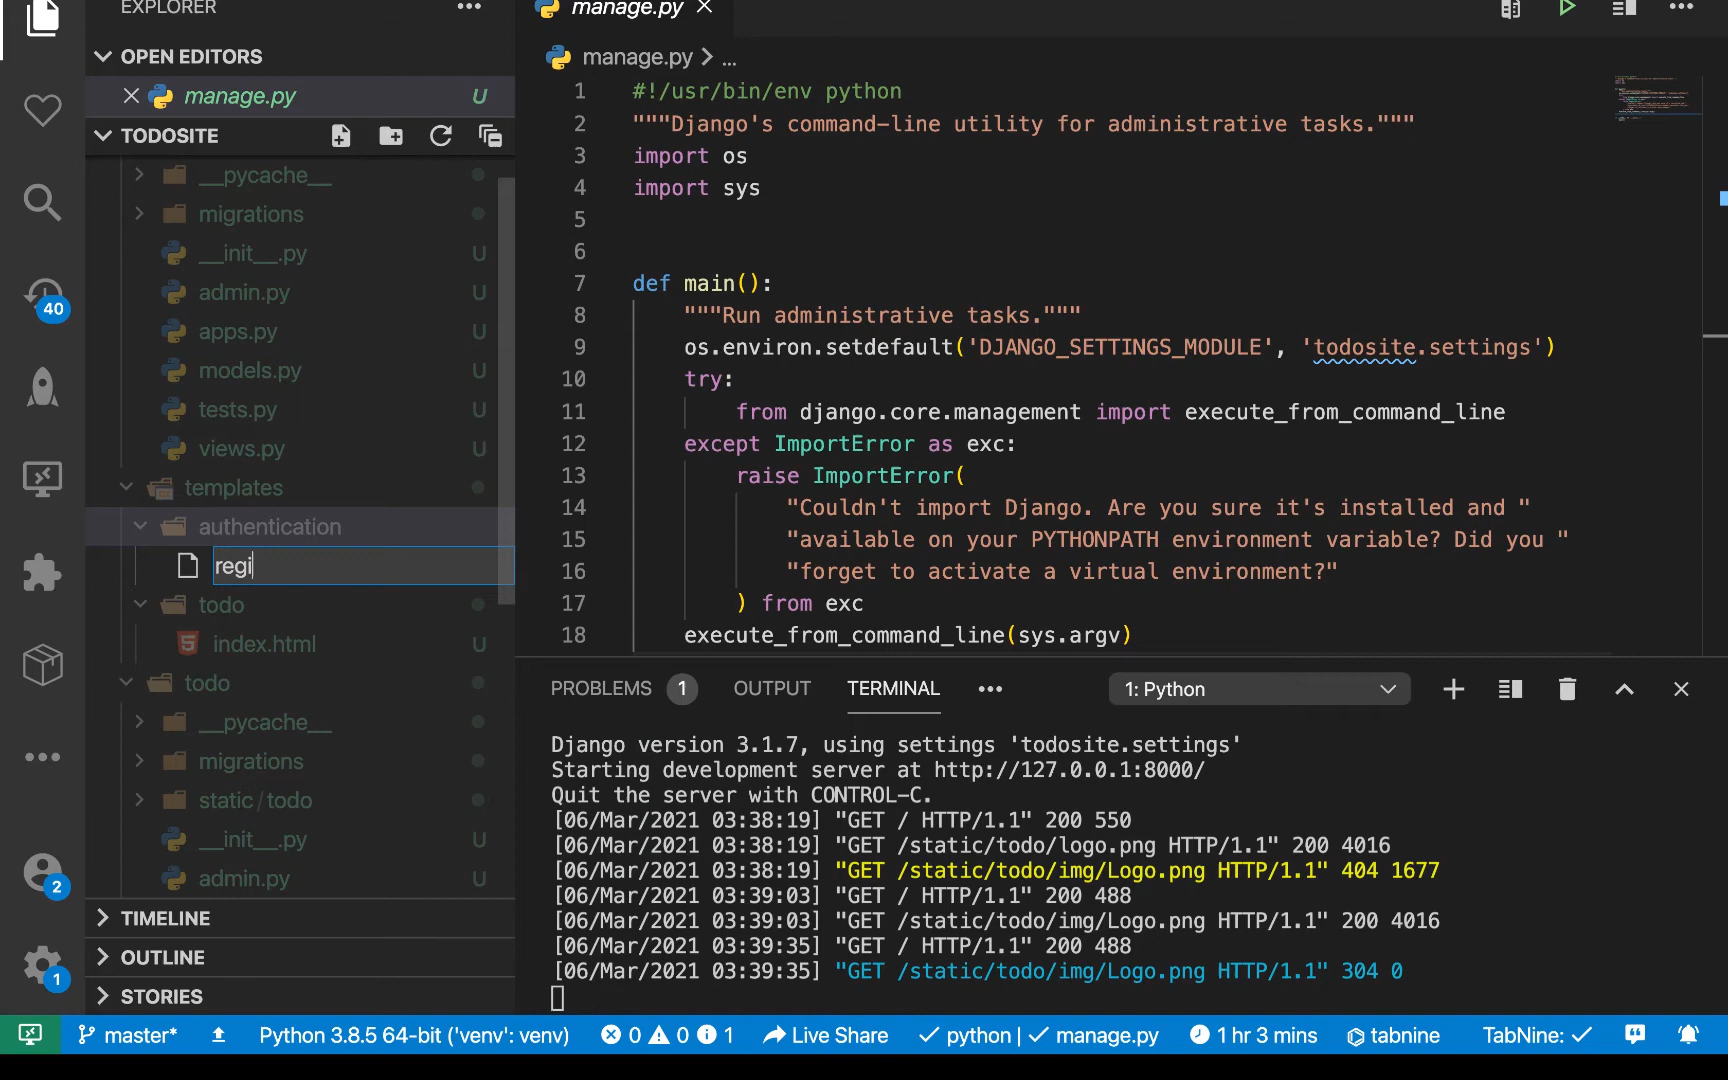 EXPLORER
OPEN EDITORS
manage.py U
TODOSITE
__pycache__
migrations
__init__.py U
admin.py U
apps.py U
models.py U
tests.py U
views.py U
templates
authentication
regi
todo
index.html U
todo
__pycache__
migrations
static/todo
__init__.py U
admin.py U
TIMELINE
OUTLINE
STORIES
40
2
1
manage.py
manage.py > ...
1 #!/usr/bin/env python
2 """Django's command-line utility for administrative tasks."""
3 import os
4 import sys
5
6
7 def main():
8 """Run administrative tasks."""
9 os.environ.setdefault('DJANGO_SETTINGS_MODULE', 'todosite.settings')
10 try:
11 from django.core.management import execute_from_command_line
12 except ImportError as exc:
13 raise ImportError(
14 "Couldn't import Django. Are you sure it's installed and "
15 "available on your PYTHONPATH environment variable? Did you "
16 "forget to activate a virtual environment?"
17 ) from exc
18 execute_from_command_line(sys.argv)
PROBLEMS 1 OUTPUT TERMINAL 1: Python
Django version 3.1.7, using settings 'todosite.settings'
Starting development server at http://127.0.0.1:8000/
Quit the server with CONTROL-C.
[06/Mar/2021 03:38:19] "GET / HTTP/1.1" 200 550
[06/Mar/2021 03:38:19] "GET /static/todo/logo.png HTTP/1.1" 200 4016
[06/Mar/2021 03:38:19] "GET /static/todo/img/Logo.png HTTP/1.1" 404 1677
[06/Mar/2021 03:39:03] "GET / HTTP/1.1" 200 488
[06/Mar/2021 03:39:03] "GET /static/todo/img/Logo.png HTTP/1.1" 200 4016
[06/Mar/2021 03:39:35] "GET / HTTP/1.1" 200 488
[06/Mar/2021 03:39:35] "GET /static/todo/img/Logo.png HTTP/1.1" 304 0
master* Python 3.8.5 64-bit ('venv': venv) 0 0 1 Live Share python | manage.py 1 hr 3 mins tabnine TabNine: